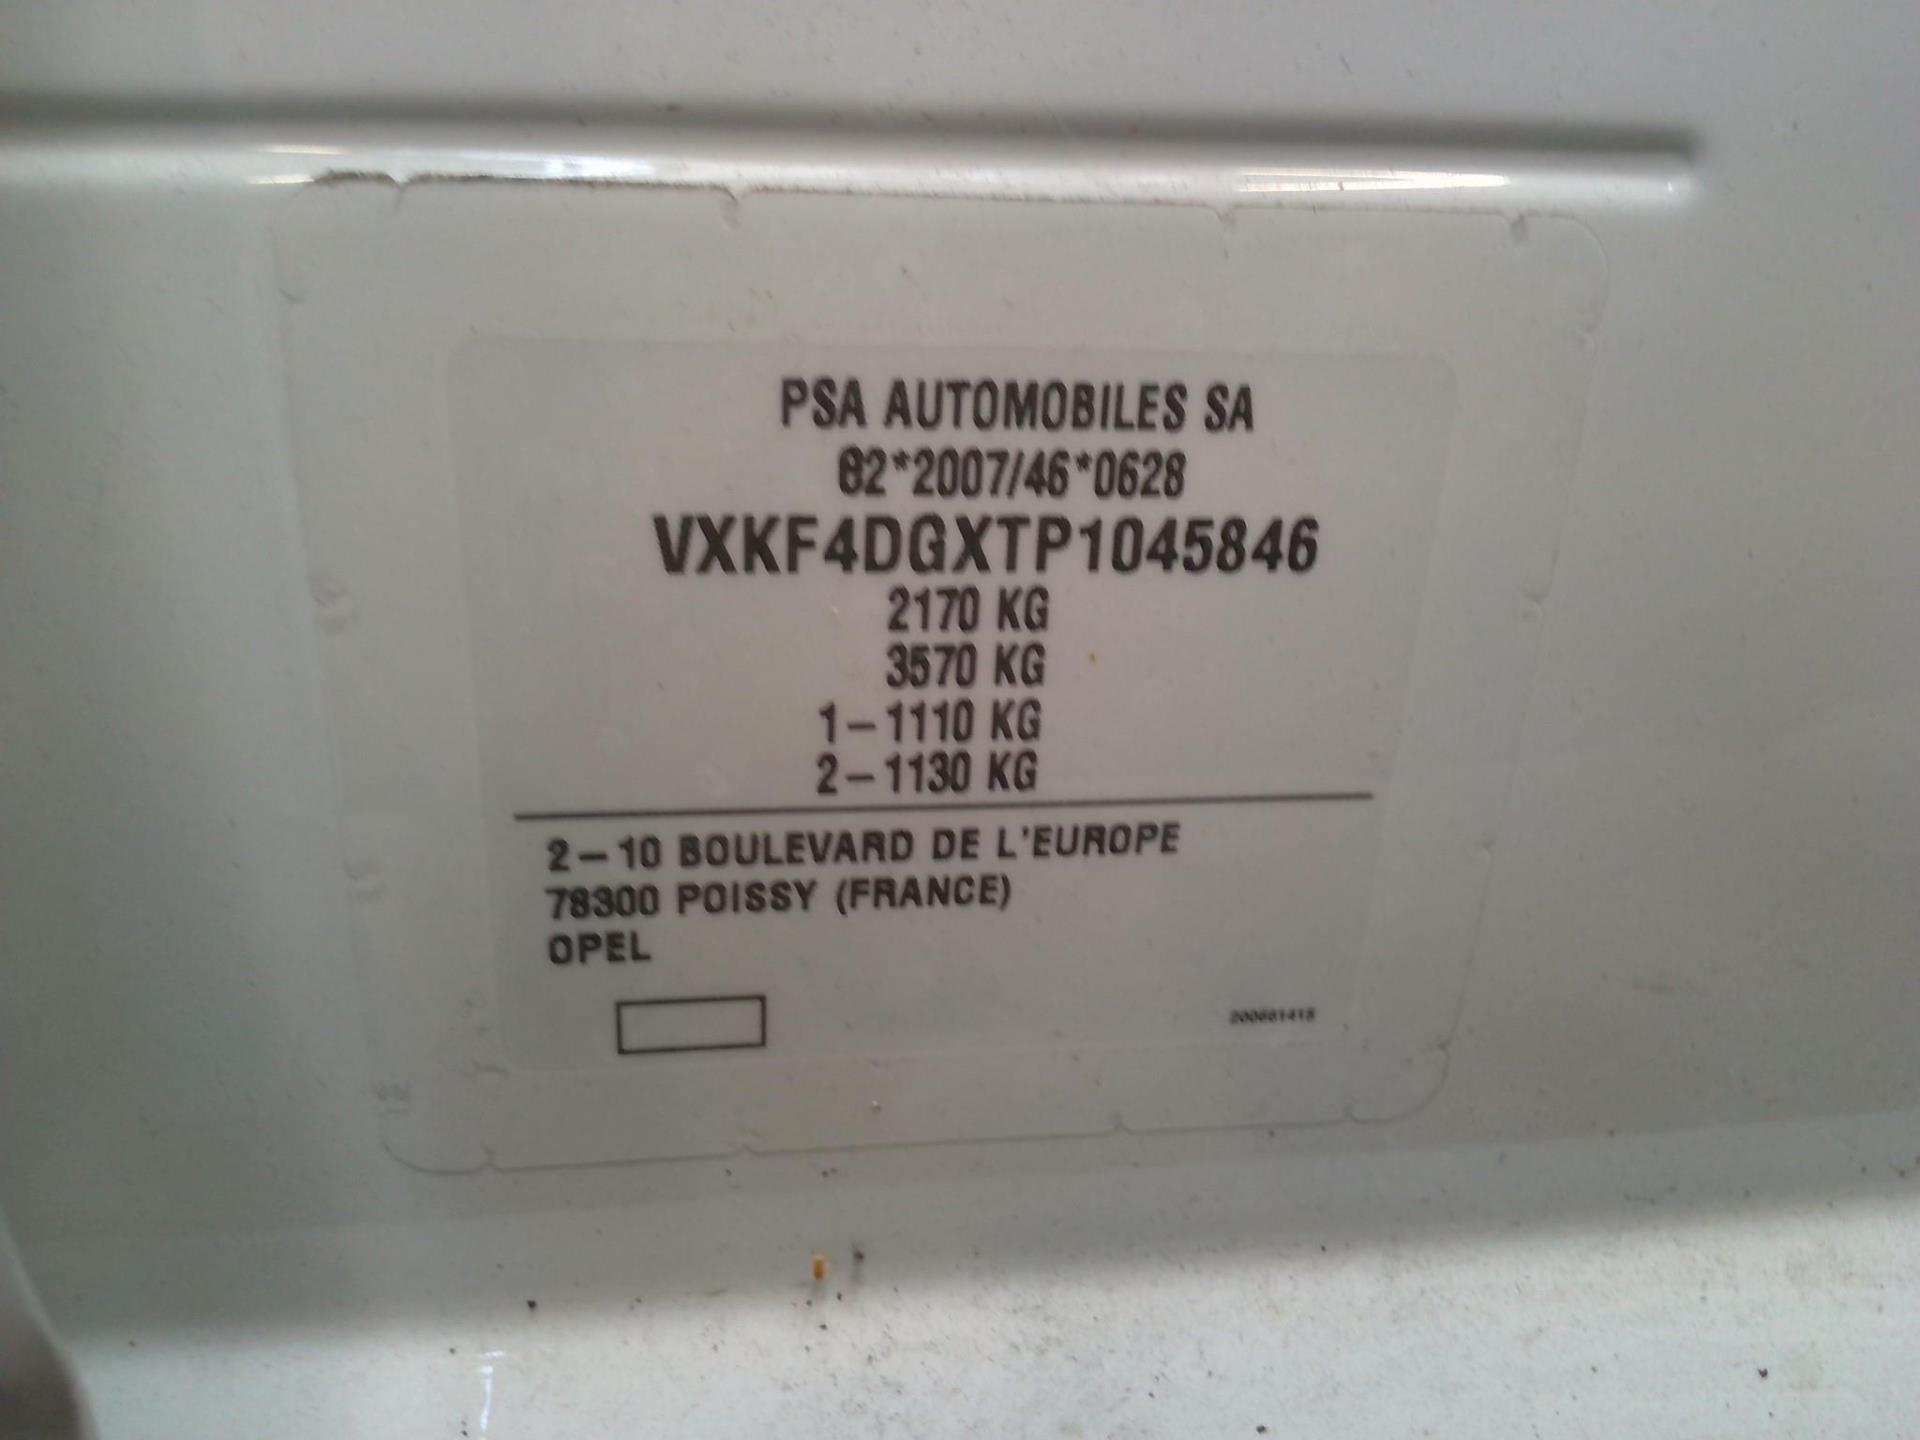 PSA AUTOMOBILES SA
e2*2007/46*0628
VXKF4DGXTP1045846
2170 KG
3570 KG
1-1110 KG
2-1130 KG
2-10 BOULEVARD DE L'EUROPE
78300 POISSY (FRANCE)
OPEL